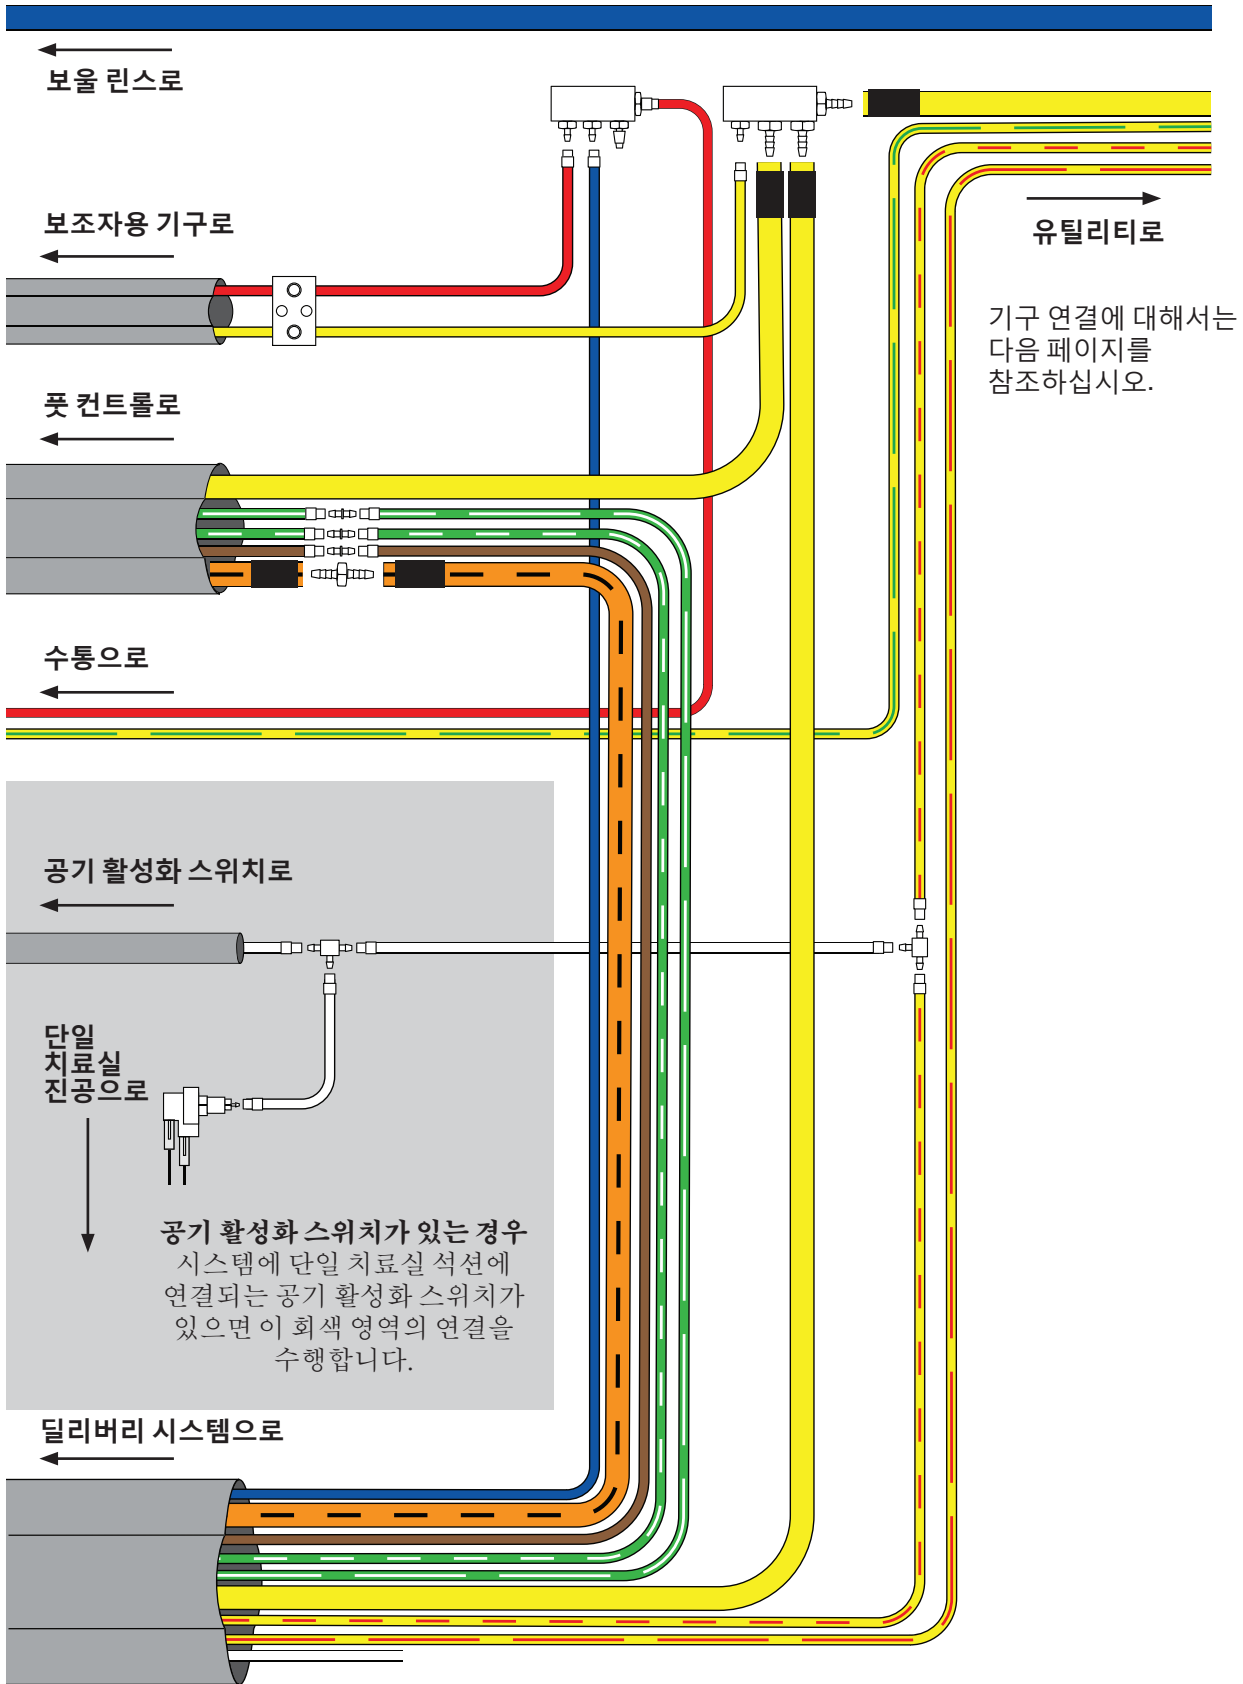 보울 린스로
보조자용 기구로
유틸리티로
기구 연결에 대해서는
다음 페이지를
참조하십시오.
풋 컨트롤로
수통으로
공기 활성화 스위치로
단일
치료실
진공으로
공기 활성화 스위치가 있는 경우
시스템에 단일 치료실 석션에
연결되는 공기 활성화 스위치가
있으면 이 회색 영역의 연결을
수행합니다.
딜리버리 시스템으로